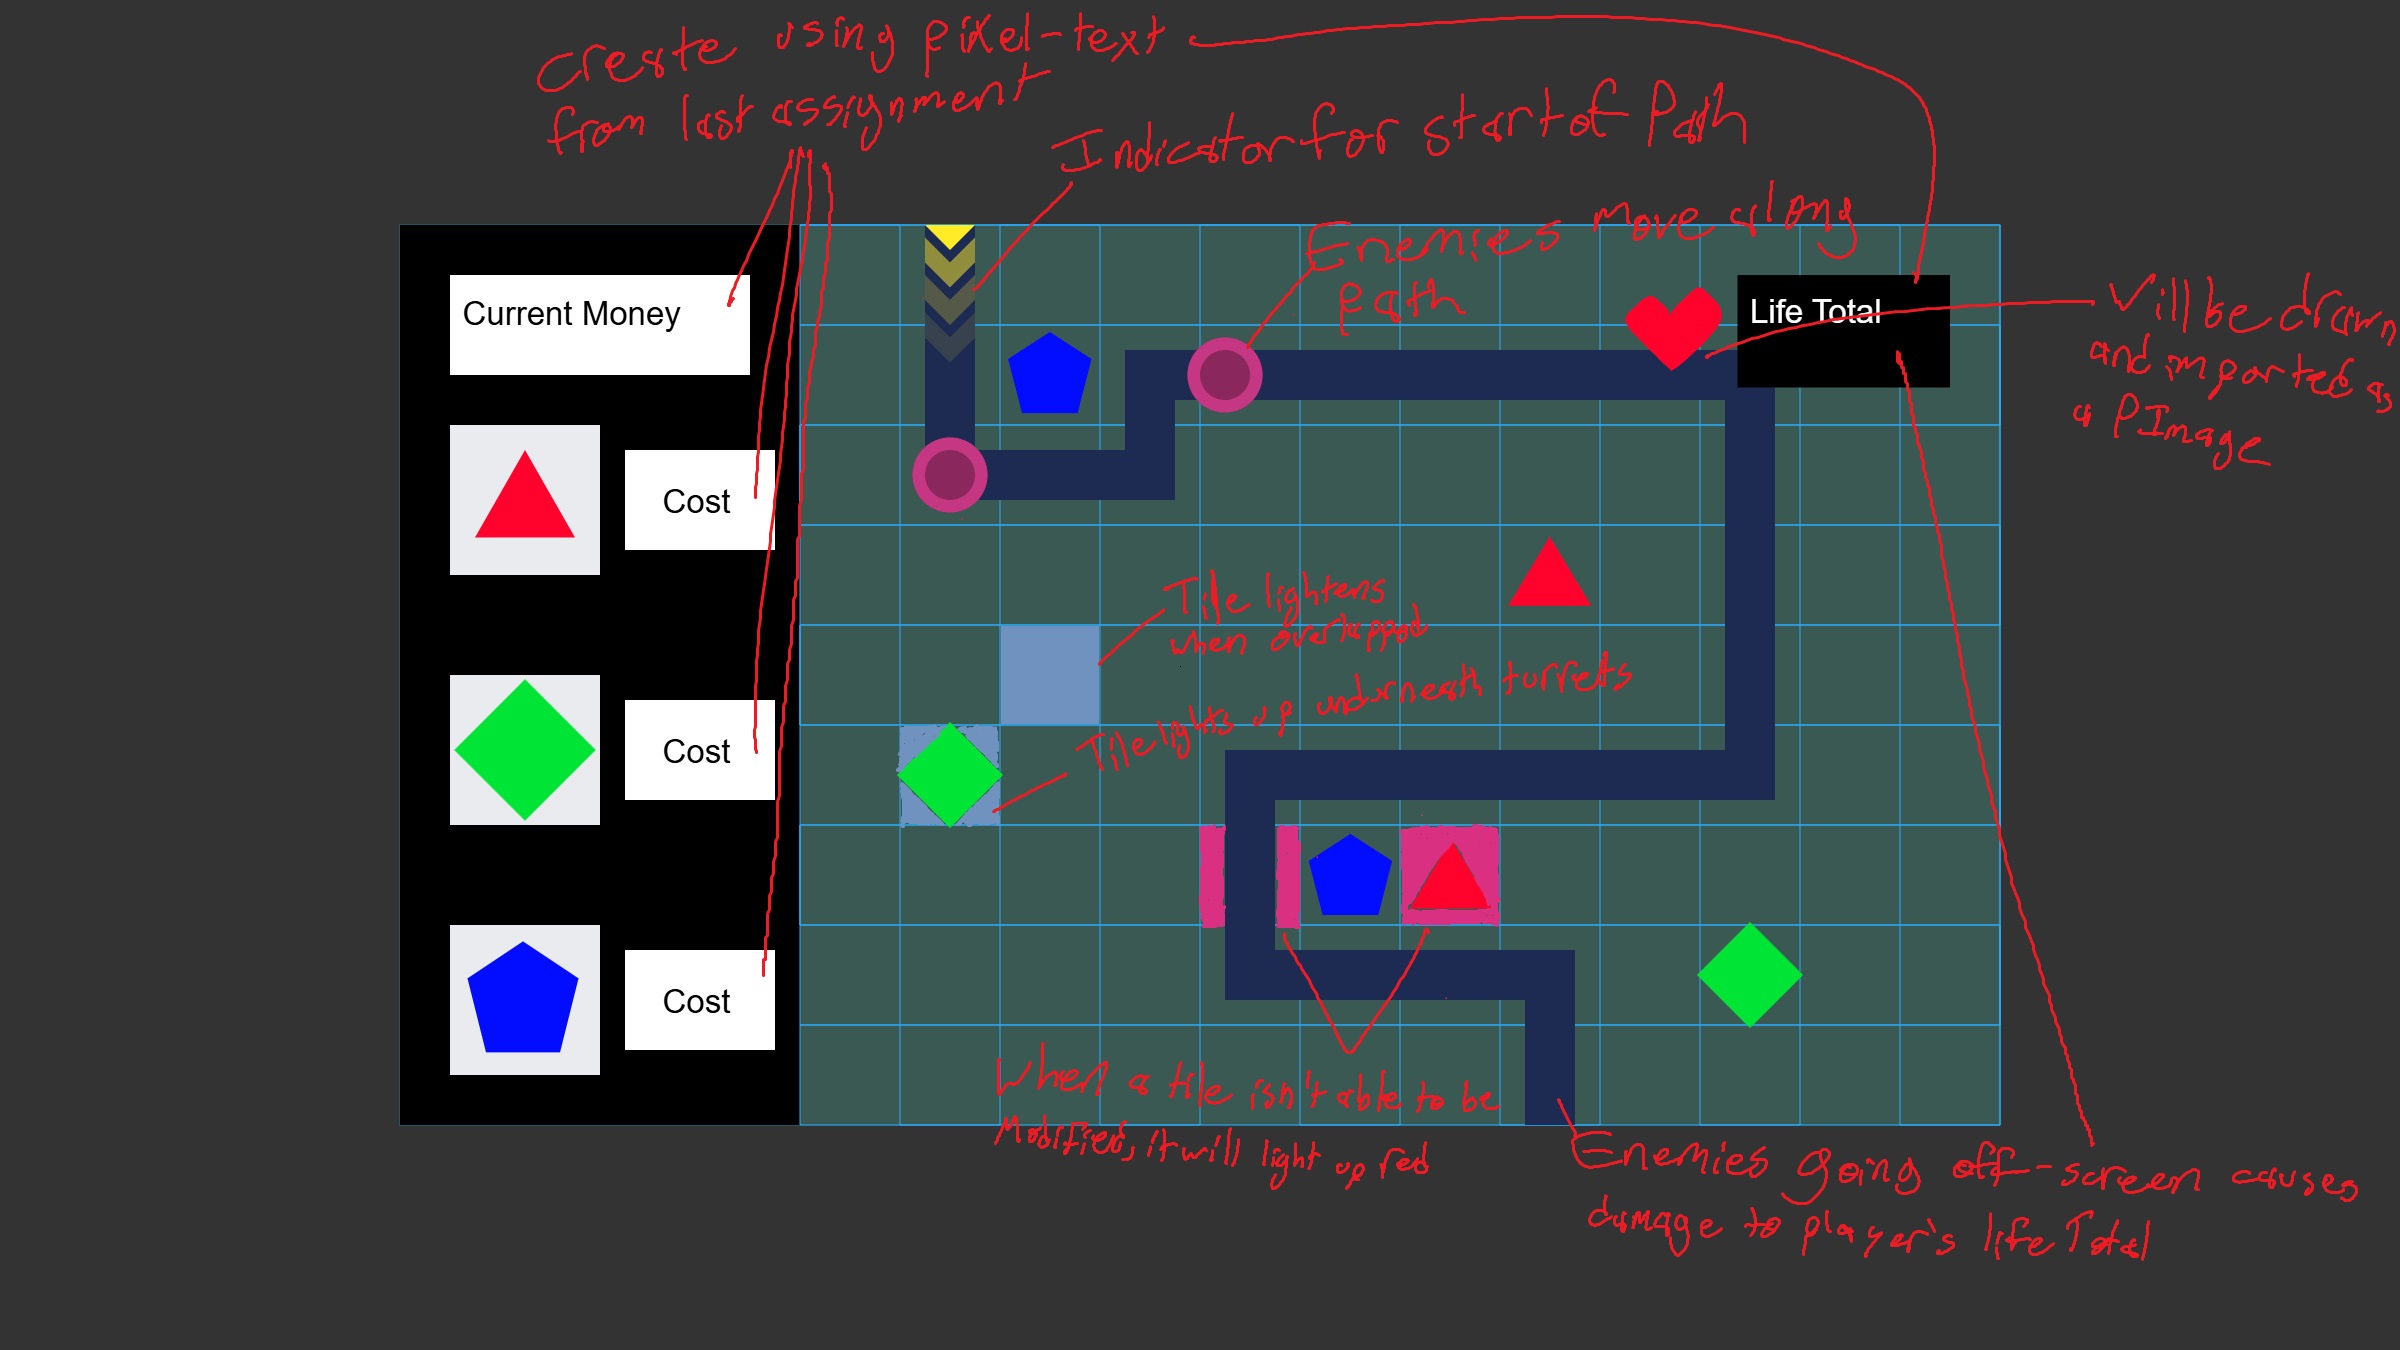 Create using pixel-text
from last assignment
Indicator for start of Path
Enemies move along
path
Current Money
Life Total
Will be drawn
and imported as
a PImage
Cost
Tile lightens
when overlapped
Tile lights up underneath turrets
Cost
Cost
When a tile isn't able to be
Modified, it will light up red
Enemies going off-screen causes
damage to player's life Total